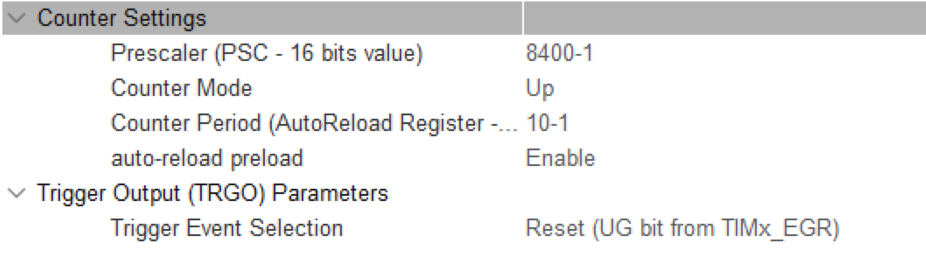 Counter Settings
Prescaler (PSC - 16 bits value) 8400-1
Counter Mode Up
Counter Period (AutoReload Register -... 10-1
auto-reload preload Enable
Trigger Output (TRGO) Parameters
Trigger Event Selection Reset (UG bit from TIMx_EGR)